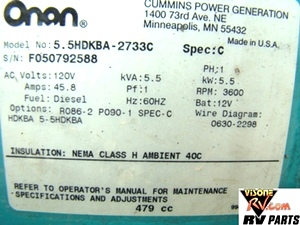 Onan
CUMMINS POWER GENERATION
1400 73rd Ave. NE
Minneapolis, MN 55432
Model No: 5.5HDKBA-2733C Spec: C
S/N: F050792588 Made in U.S.A.
AC Volts: 120V kVA: 5.5 PH: 1
Amps: 45.8 Pf: 1 kW: 5.5
Fuel: Diesel Hz: 60HZ RPM: 3600
Options: R086-2 P090-1 SPEC-C Bat: 12V
HDKBA 5-5HDKBA Wire Diagram:
0630-2298
INSULATION: NEMA CLASS H AMBIENT 40C
REFER TO OPERATOR'S MANUAL FOR MAINTENANCE
SPECIFICATIONS AND ADJUSTMENTS
479 cc
99
VISONE
RV.COM
RV PARTS